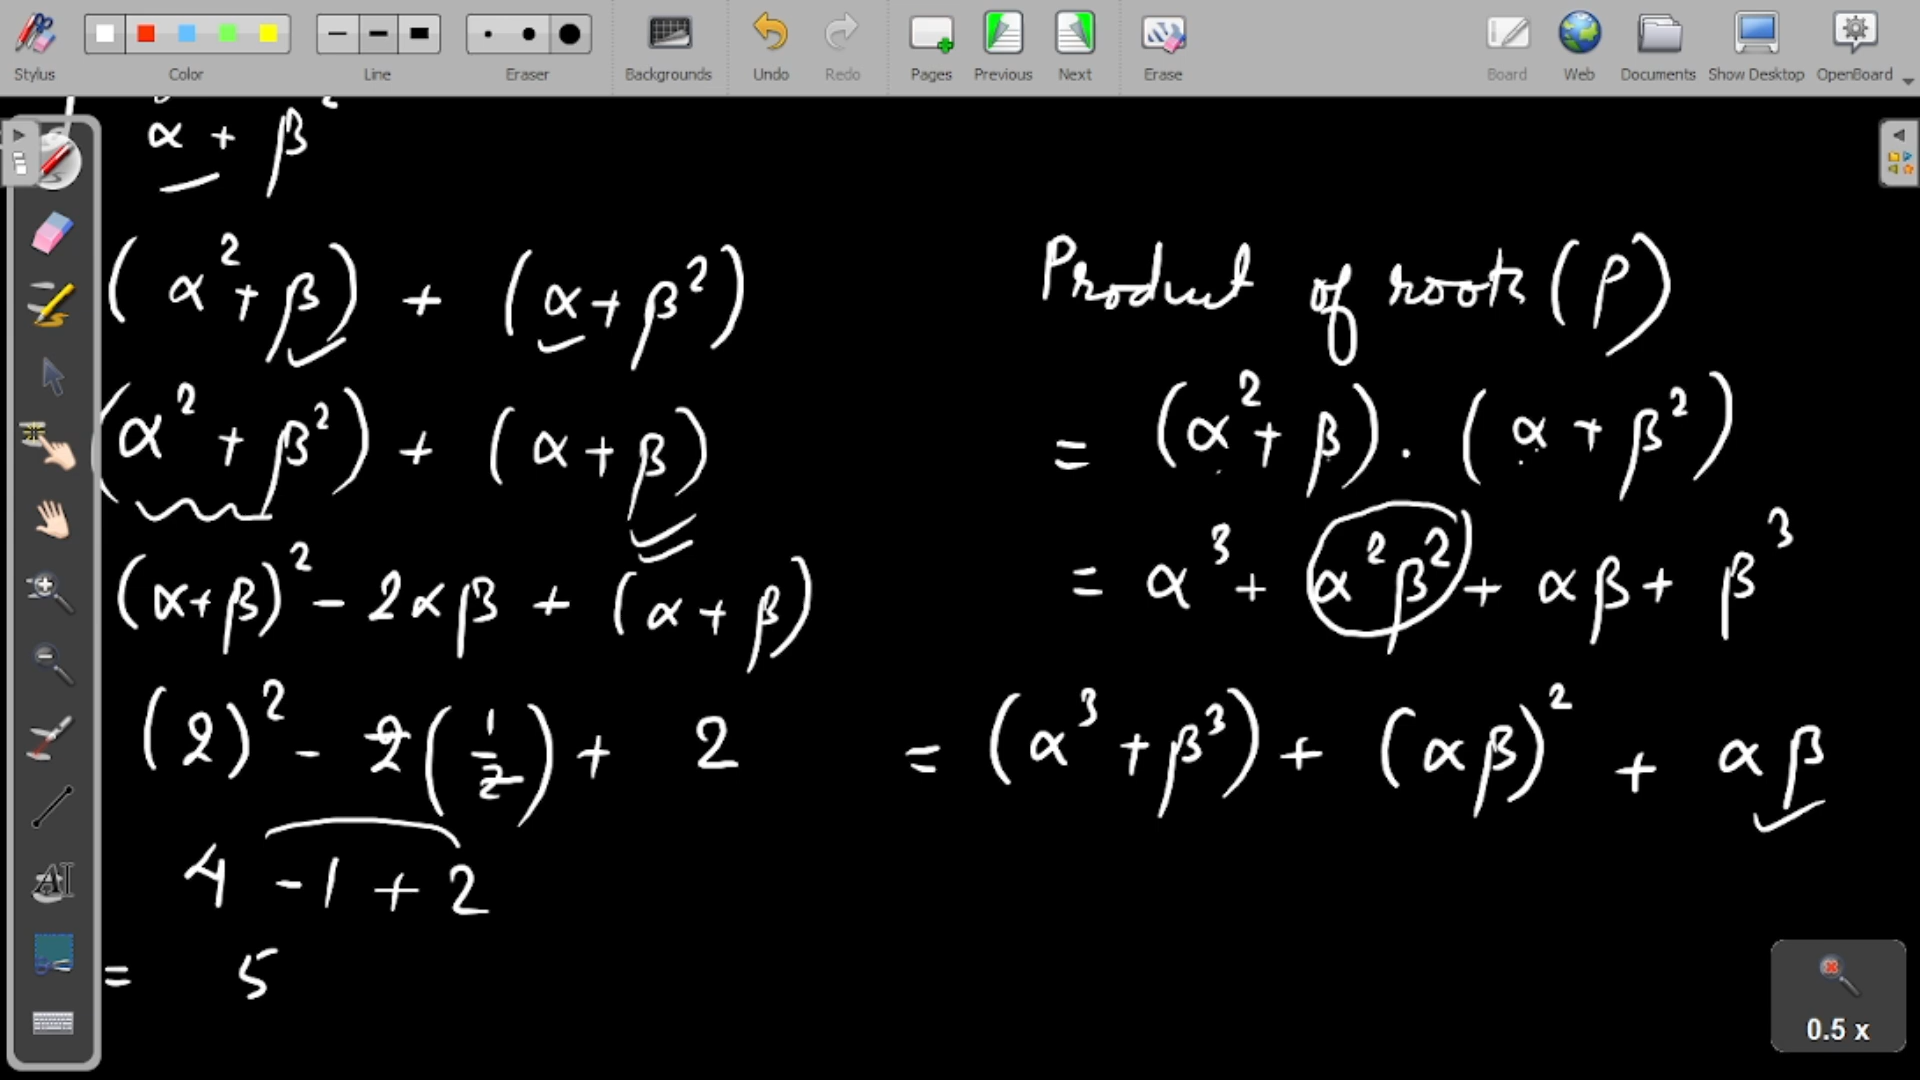 Stylus Color Line Eraser Backgrounds Undo Redo Pages Previous Next Erase Board Web Documents Show Desktop OpenBoard
α + β²
(α² + β) + (α + β²)
(α² + β²) + (α + β)
(α+β)² - 2αβ + (α + β)
(2)² - 2(1/2) + 2
4 - 1 + 2
= 5
Product of roots (P)
= (α² + β) . (α + β²)
= α³ + α²β² + αβ + β³
= (α³ + β³) + (αβ)² + αβ
0.5 x